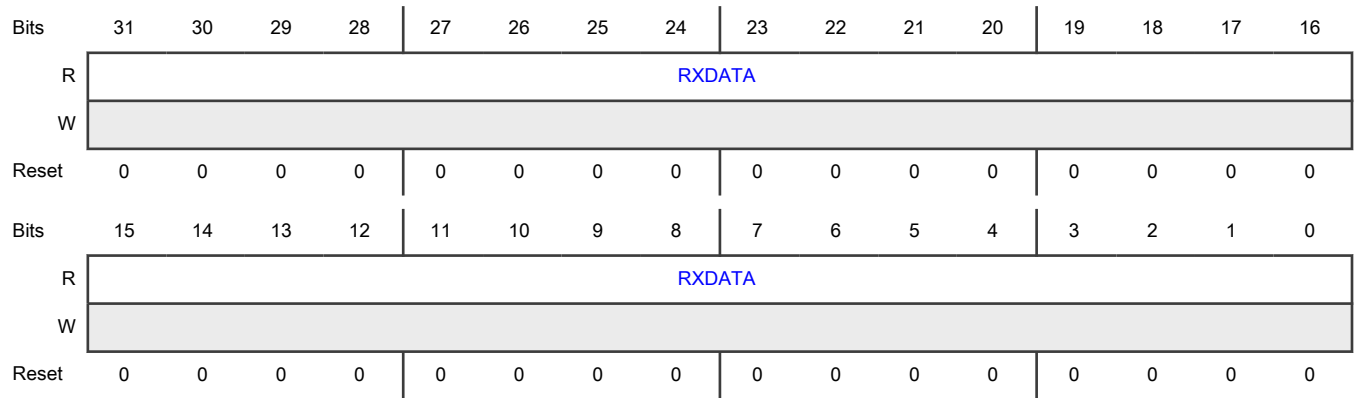 Bits 31 30 29 28 27 26 25 24 23 22 21 20 19 18 17 16
R RXDATA
W
Reset 0 0 0 0 0 0 0 0 0 0 0 0 0 0 0 0
Bits 15 14 13 12 11 10 9 8 7 6 5 4 3 2 1 0
R RXDATA
W
Reset 0 0 0 0 0 0 0 0 0 0 0 0 0 0 0 0